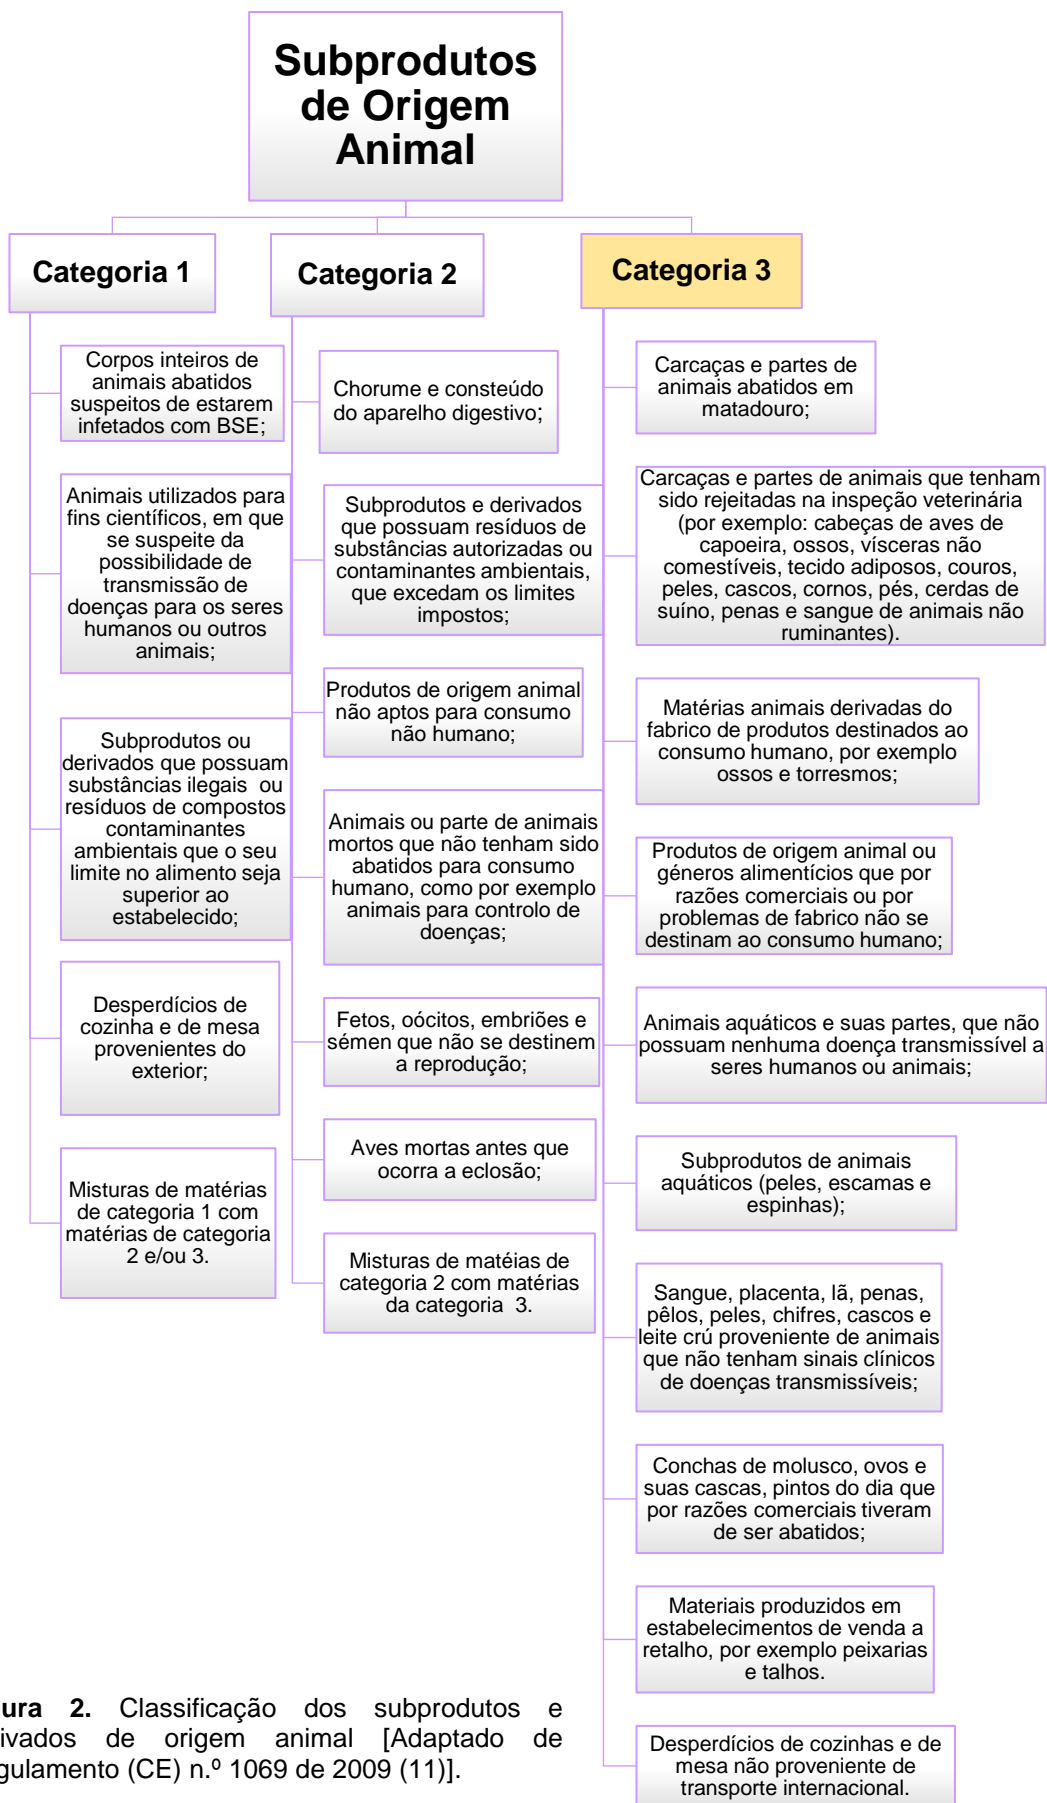 Subprodutos
de Origem
Animal
Categoria 1
Corpos inteiros de
animais abatidos
suspeitos de estarem
infetados com BSE;
Animais utilizados para
fins científicos, em que
se suspeite da
possibilidade de
transmissão de
doenças para os seres
humanos ou outros
animais;
Subprodutos ou
derivados que possuam
substâncias ilegais ou
resíduos de compostos
contaminantes
ambientais que o seu
limite no alimento seja
superior ao
estabelecido;
Desperdícios de
cozinha e de mesa
provenientes do
exterior;
Misturas de matérias
de categoria 1 com
matérias de categoria
2 e/ou 3.
Categoria 2
Chorume e consteúdo
do aparelho digestivo;
Subprodutos e derivados
que possuam resíduos de
substâncias autorizadas ou
contaminantes ambientais,
que excedam os limites
impostos;
Produtos de origem animal
não aptos para consumo
não humano;
Animais ou parte de animais
mortos que não tenham sido
abatidos para consumo
humano, como por exemplo
animais para controlo de
doenças;
Fetos, oócitos, embriões e
sémen que não se destinem
a reprodução;
Aves mortas antes que
ocorra a eclosão;
Misturas de matéias de
categoria 2 com matérias
da categoria 3.
Categoria 3
Carcaças e partes de
animais abatidos em
matadouro;
Carcaças e partes de animais que tenham
sido rejeitadas na inspeção veterinária
(por exemplo: cabeças de aves de
capoeira, ossos, vísceras não
comestíveis, tecido adiposos, couros,
peles, cascos, cornos, pés, cerdas de
suíno, penas e sangue de animais não
ruminantes).
Matérias animais derivadas do
fabrico de produtos destinados ao
consumo humano, por exemplo
ossos e torresmos;
Produtos de origem animal ou
géneros alimentícios que por
razões comerciais ou por
problemas de fabrico não se
destinam ao consumo humano;
Animais aquáticos e suas partes, que não
possuam nenhuma doença transmissível a
seres humanos ou animais;
Subprodutos de animais
aquáticos (peles, escamas e
espinhas);
Sangue, placenta, lã, penas,
pêlos, peles, chifres, cascos e
leite crú proveniente de animais
que não tenham sinais clínicos
de doenças transmissíveis;
Conchas de molusco, ovos e
suas cascas, pintos do dia que
por razões comerciais tiveram
de ser abatidos;
Materiais produzidos em
estabelecimentos de venda a
retalho, por exemplo peixarias
e talhos.
Desperdícios de cozinhas e de
mesa não proveniente de
transporte internacional.
ura 2. Classificação dos subprodutos e
ivados de origem animal [Adaptado de
gulamento (CE) n.º 1069 de 2009 (11)].